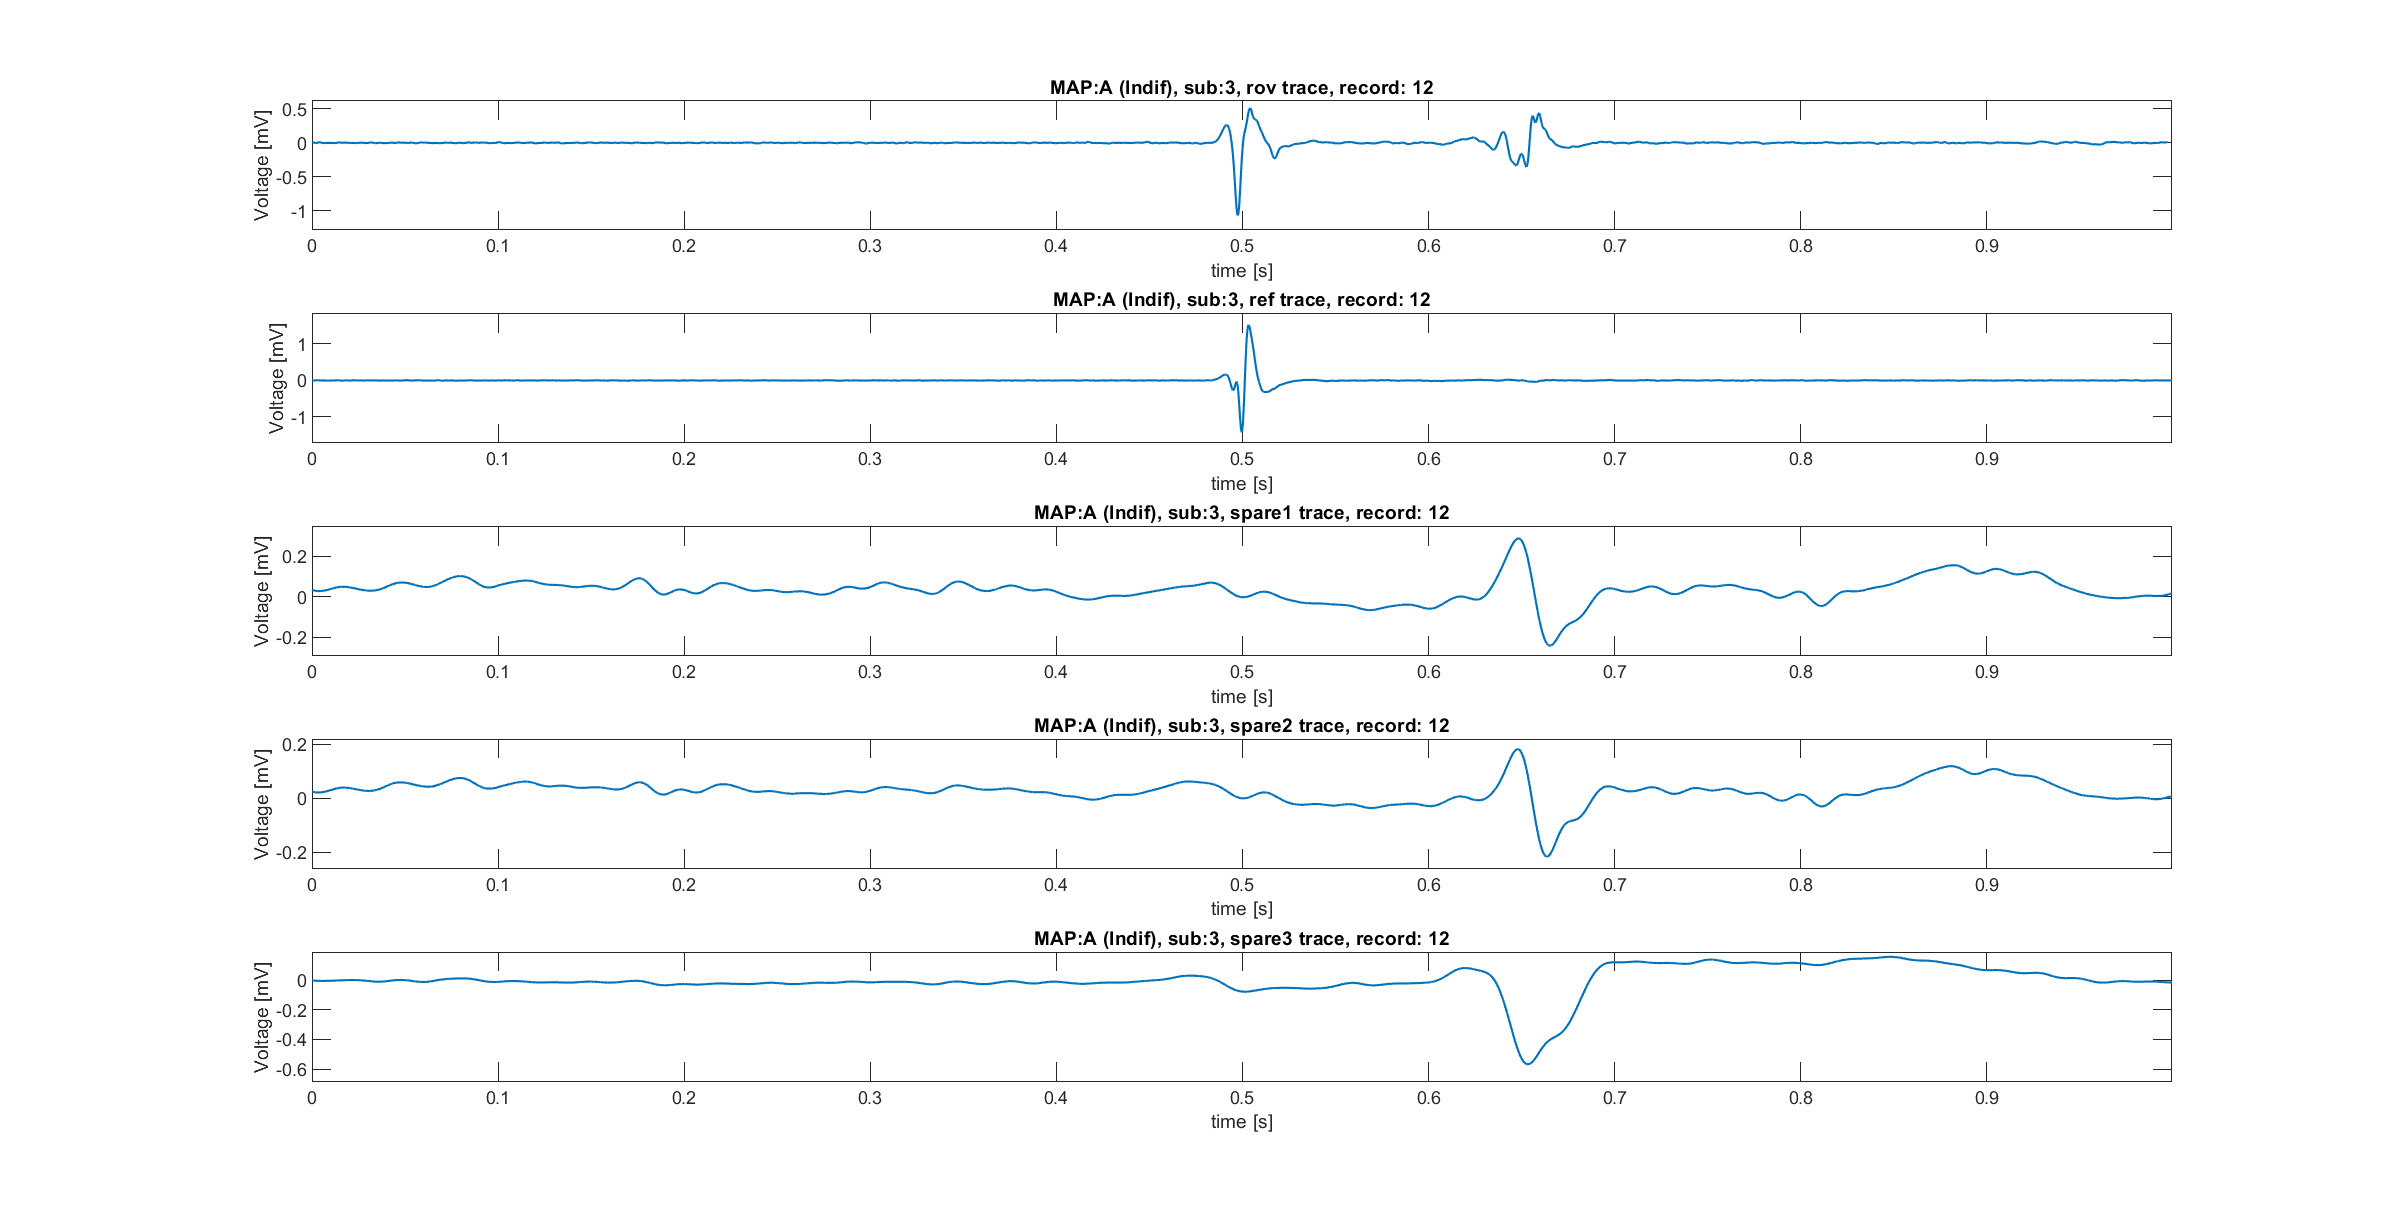 MAP:A (Indif), sub:3, rov trace, record: 12
Voltage [mV]
0.5
0
-0.5
-1
0 0.1 0.2 0.3 0.4 0.5 0.6 0.7 0.8 0.9
time [s]
MAP:A (Indif), sub:3, ref trace, record: 12
Voltage [mV]
1
0
-1
0 0.1 0.2 0.3 0.4 0.5 0.6 0.7 0.8 0.9
time [s]
MAP:A (Indif), sub:3, spare1 trace, record: 12
Voltage [mV]
0.2
0
-0.2
0 0.1 0.2 0.3 0.4 0.5 0.6 0.7 0.8 0.9
time [s]
MAP:A (Indif), sub:3, spare2 trace, record: 12
Voltage [mV]
0.2
0
-0.2
0 0.1 0.2 0.3 0.4 0.5 0.6 0.7 0.8 0.9
time [s]
MAP:A (Indif), sub:3, spare3 trace, record: 12
Voltage [mV]
0
-0.2
-0.4
-0.6
0 0.1 0.2 0.3 0.4 0.5 0.6 0.7 0.8 0.9
time [s]